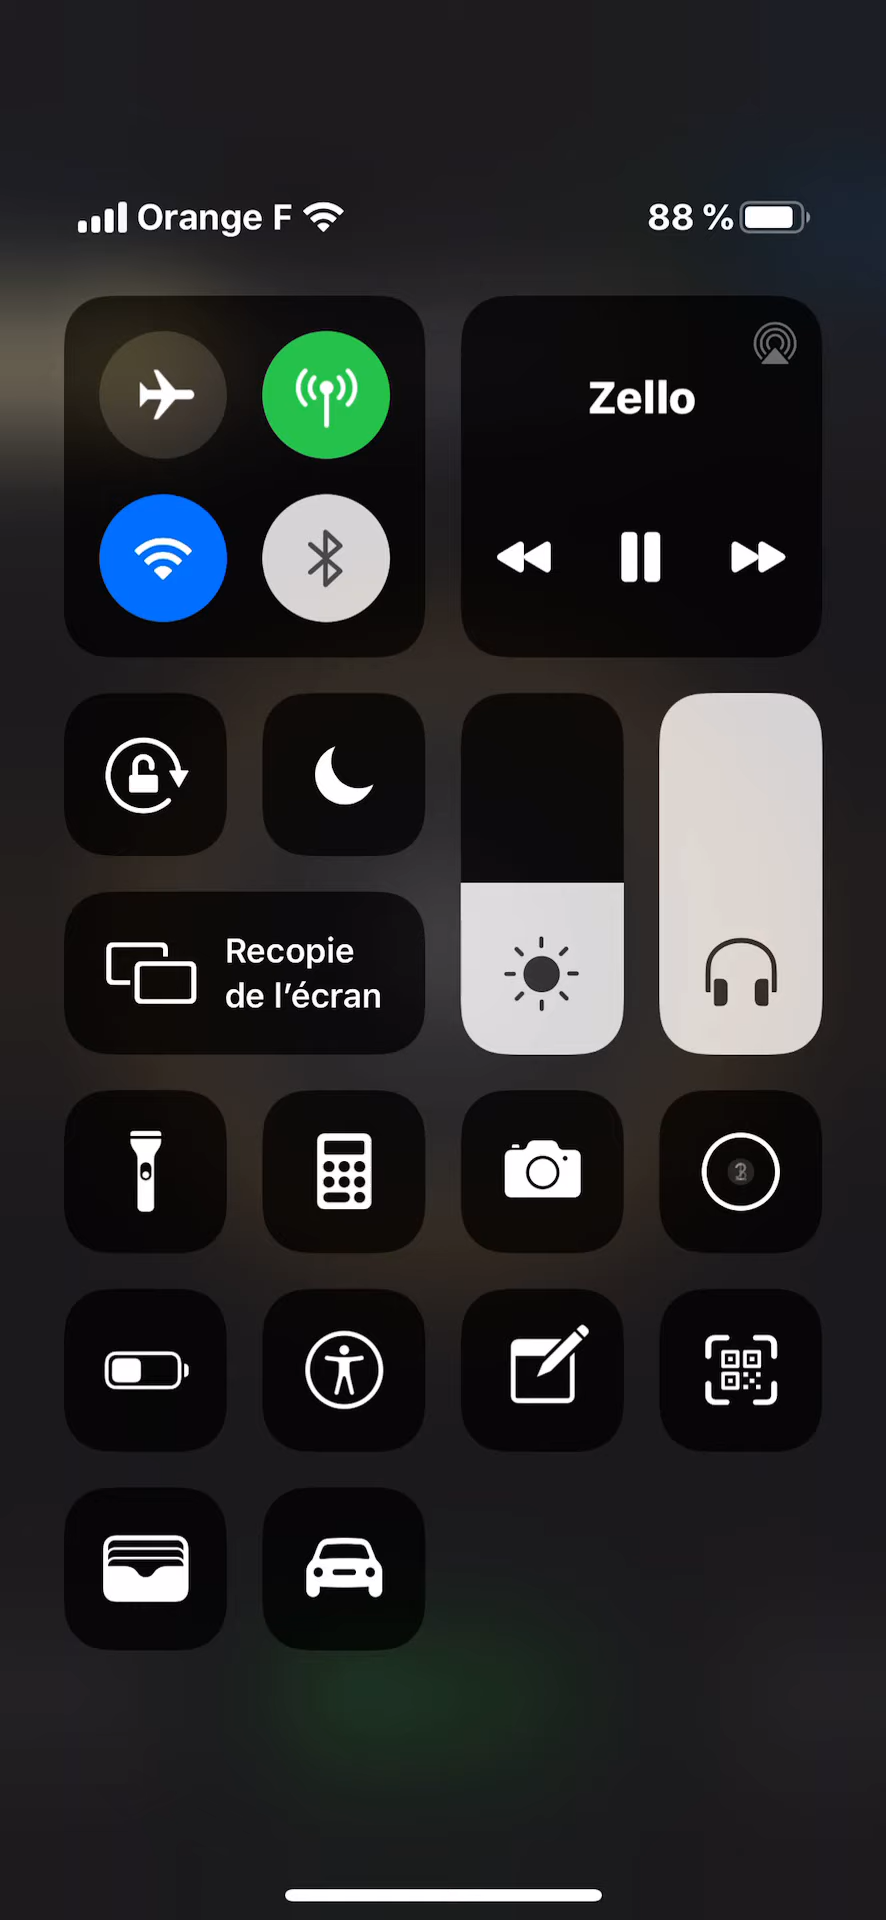 Orange F
88 %
Zello
Recopie
de l’écran